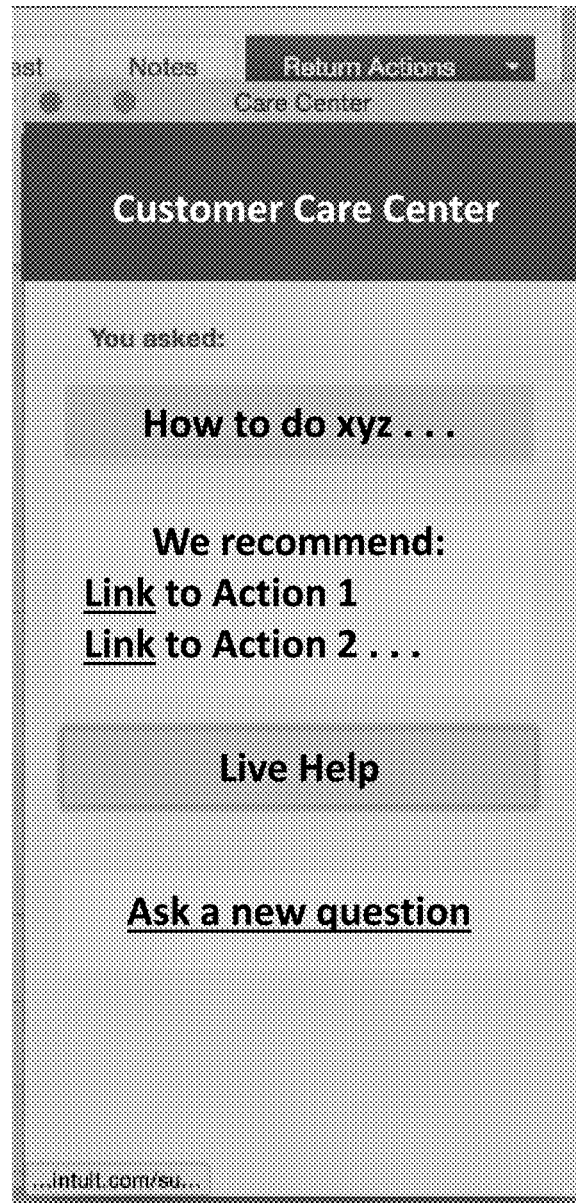 est Notes Return Actions
Care Center
Customer Care Center
You asked:
How to do xyz . . .
We recommend:
Link to Action 1
Link to Action 2 . . .
Live Help
Ask a new question
...intuit.com/su...